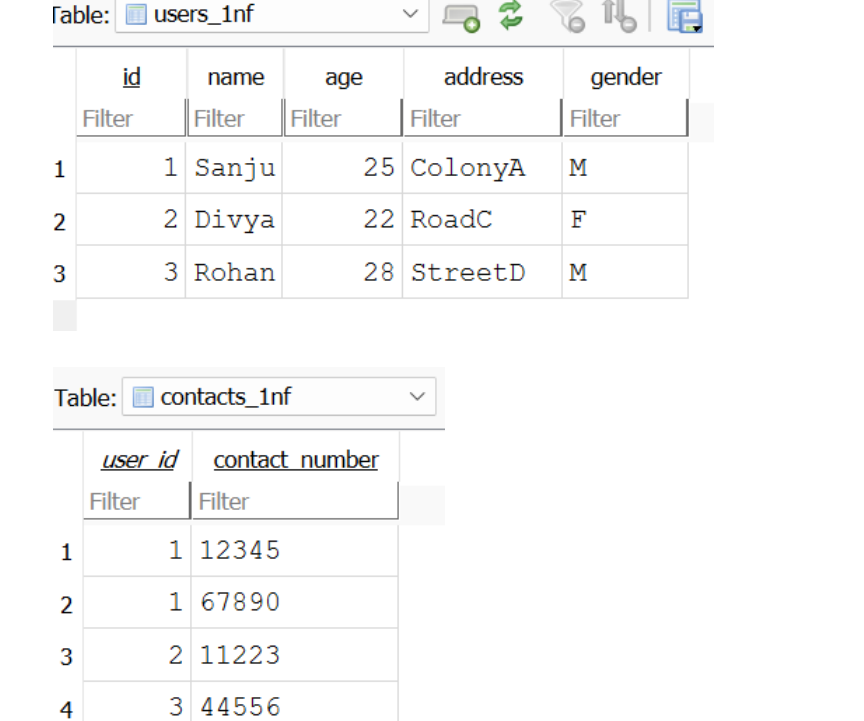 Table: users_1nf
id name age address gender
Filter Filter Filter Filter Filter
1 1 Sanju 25 ColonyA M
2 2 Divya 22 RoadC F
3 3 Rohan 28 StreetD M
Table: contacts_1nf
user_id contact_number
Filter Filter
1 1 12345
2 1 67890
3 2 11223
4 3 44556